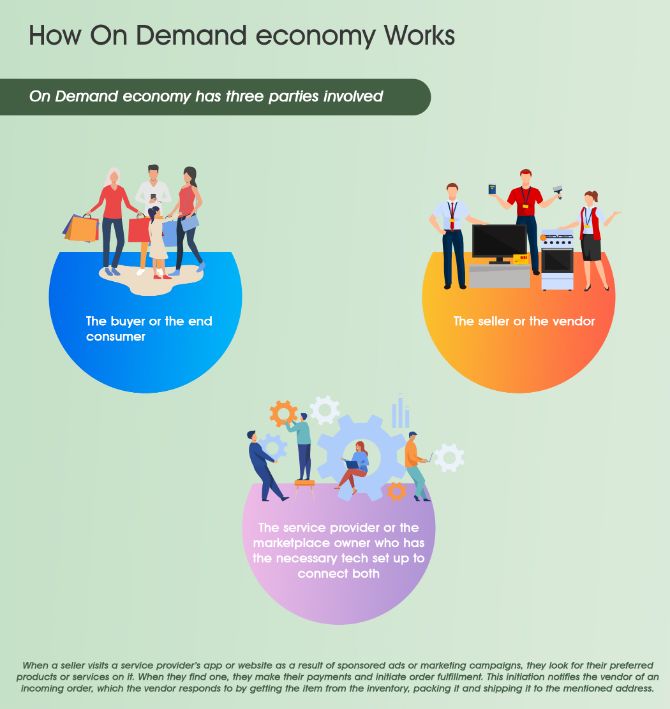 How On Demand economy Works
On Demand economy has three parties involved
The buyer or the end
consumer
The seller or the vendor
The service provider or the
marketplace owner who has
the necessary tech set up to
connect both
When a seller visits a service provider's app or website as a result of sponsored ads or marketing campaigns, they look for their preferred
products or services on it. When they find one, they make their payments and initiate order fulfillment. This initiation notifies the vendor of an
incoming order, which the vendor responds to by getting the item from the inventory, packing it and shipping it to the mentioned address.